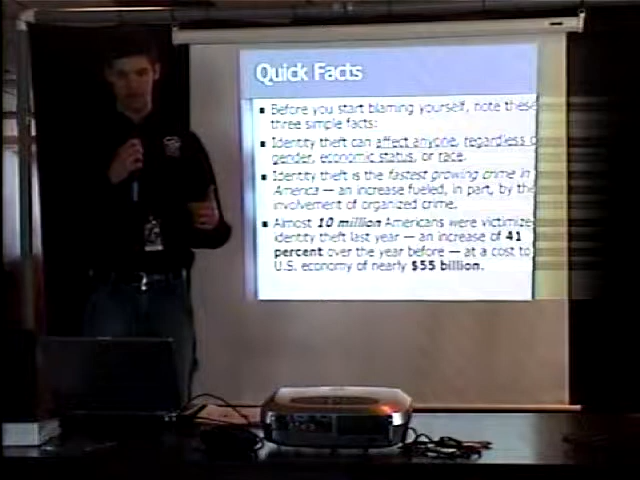 Quick Facts
▪ Before you start blaming yourself, note these
three simple facts:
▪ Identity theft can affect anyone, regardless o
gender, economic status, or race.
▪ Identity theft is the fastest growing crime in
America — an increase fueled, in part, by the
involvement of organized crime.
▪ Almost 10 million Americans were victimize
identity theft last year — an increase of 41
percent over the year before — at a cost to
U.S. economy of nearly $55 billion.